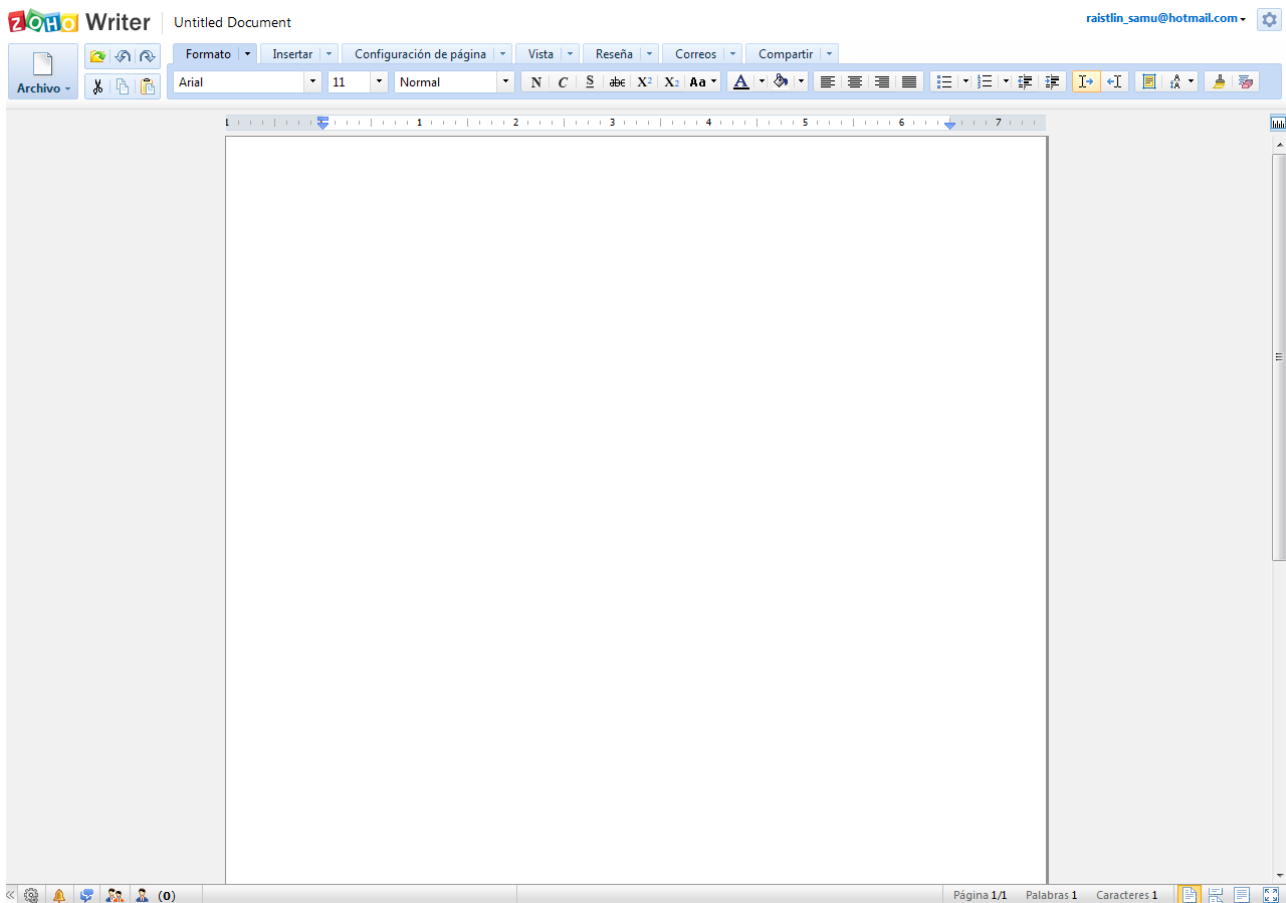 ZOHO Writer Untitled Document raistlin_samu@hotmail.com
Formato Insertar Configuración de página Vista Reseña Correos Compartir
Archivo
Arial 11 Normal N C S abc X2 X2 Aa A
1 1 2 3 4 5 6 7
(0) Página 1/1 Palabras 1 Caracteres 1